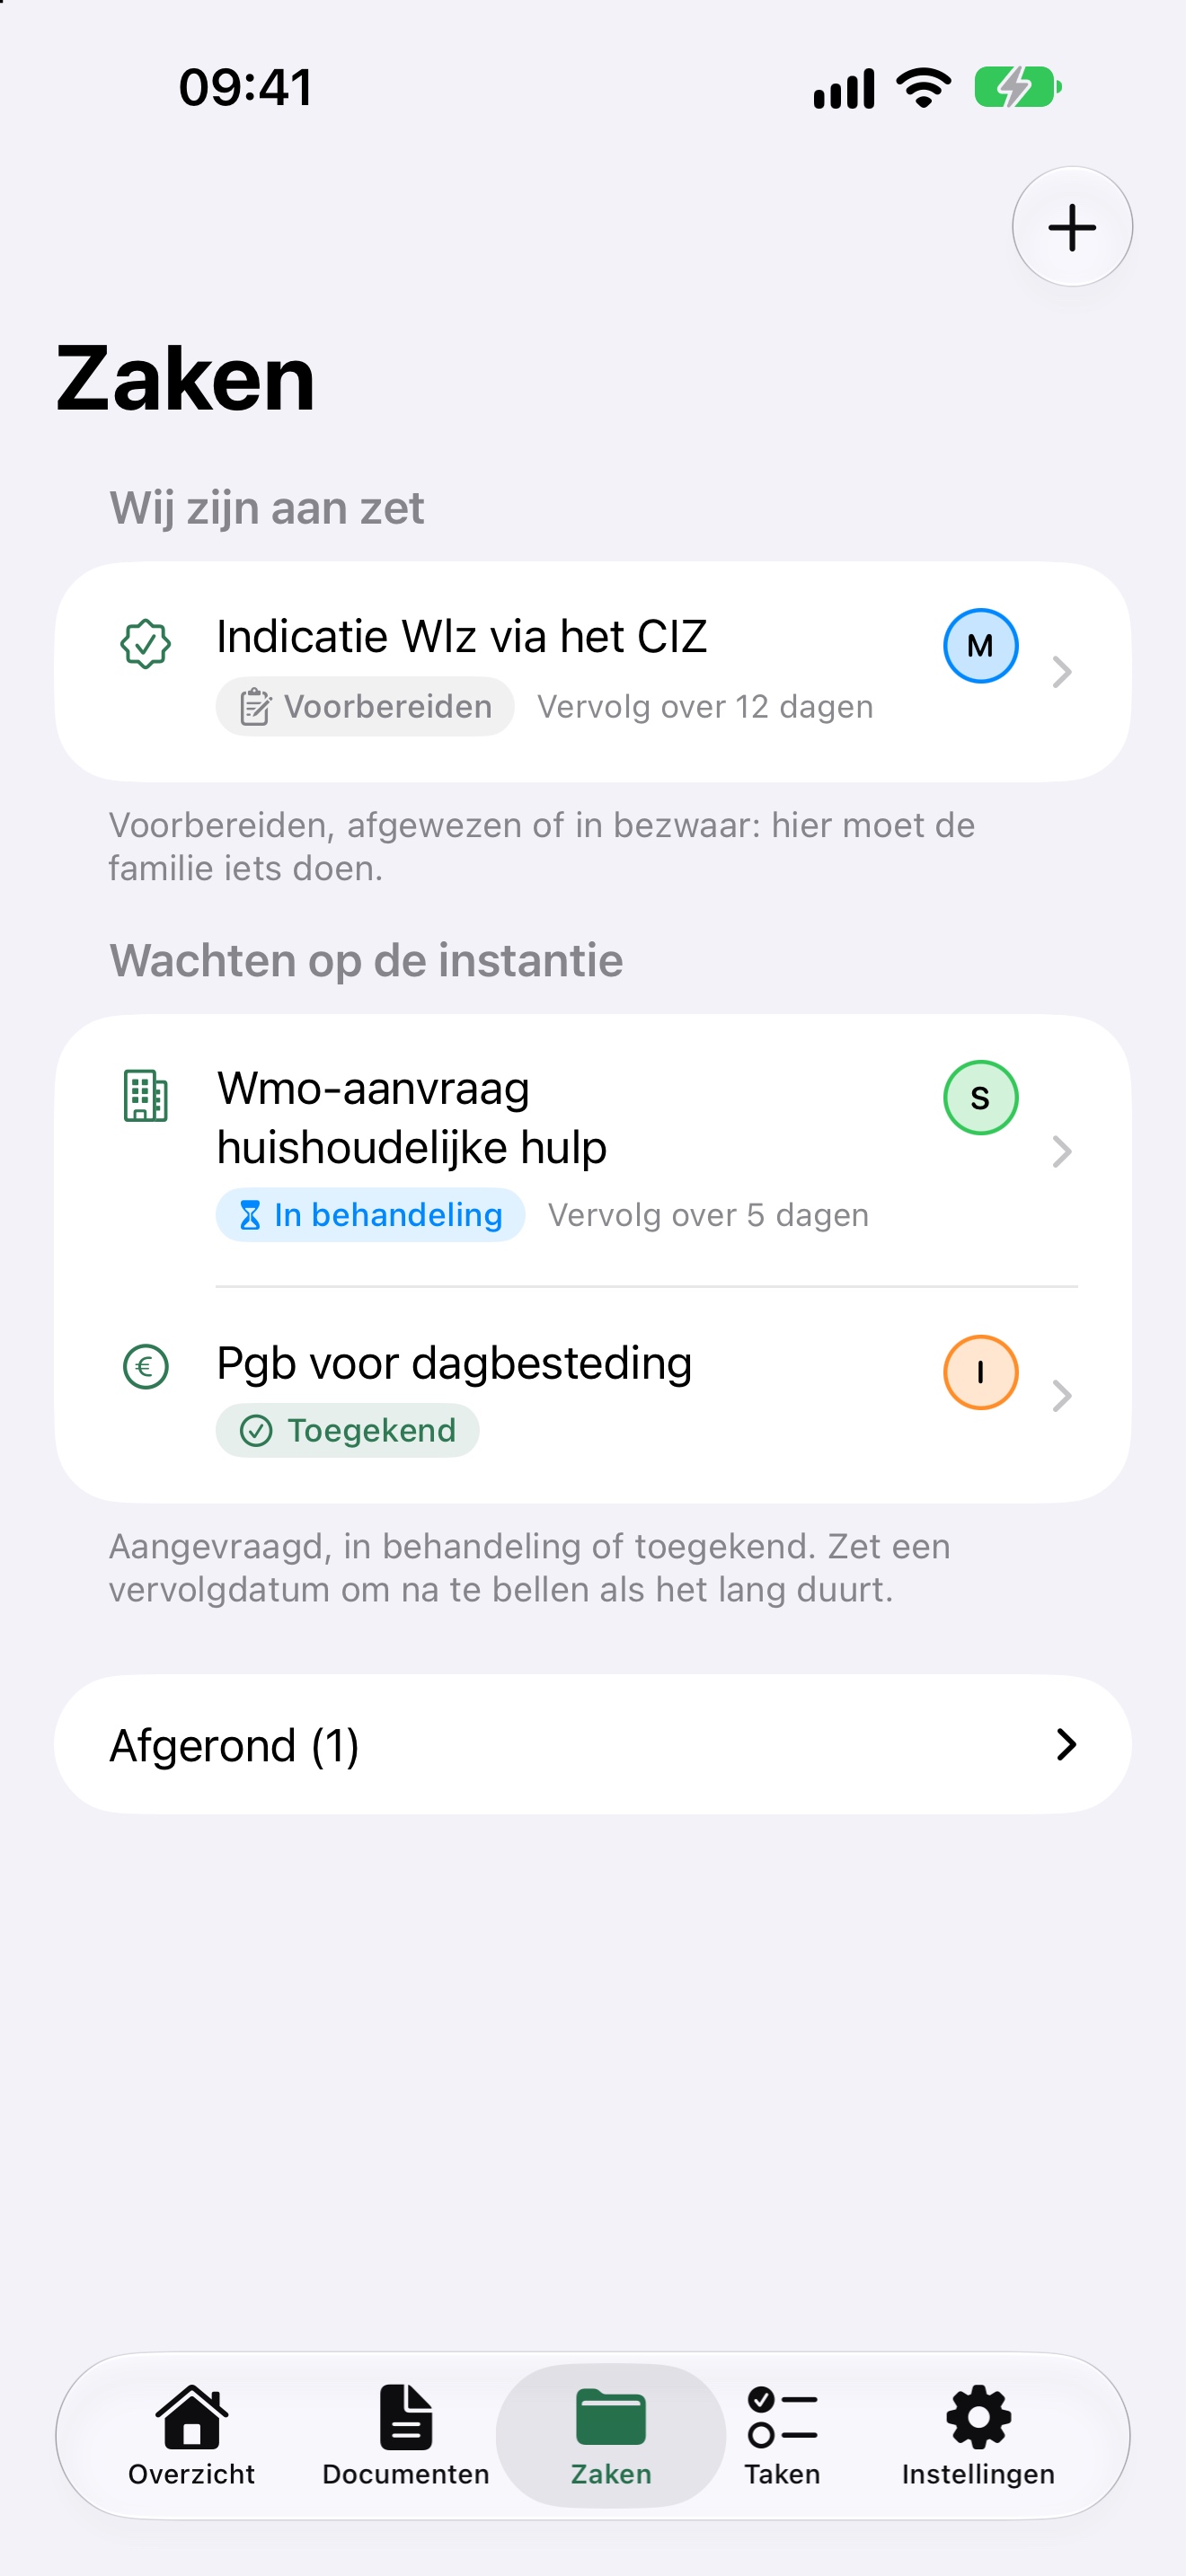 09:41
Zaken
Wij zijn aan zet
Indicatie Wlz via het CIZ
M
Voorbereiden
Vervolg over 12 dagen
Voorbereiden, afgewezen of in bezwaar: hier moet de
familie iets doen.
Wachten op de instantie
Wmo-aanvraag
huishoudelijke hulp
S
In behandeling
Vervolg over 5 dagen
€
Pgb voor dagbesteding
I
Toegekend
Aangevraagd, in behandeling of toegekend. Zet een
vervolgdatum om na te bellen als het lang duurt.
Afgerond (1)
Overzicht
Documenten
Zaken
Taken
Instellingen